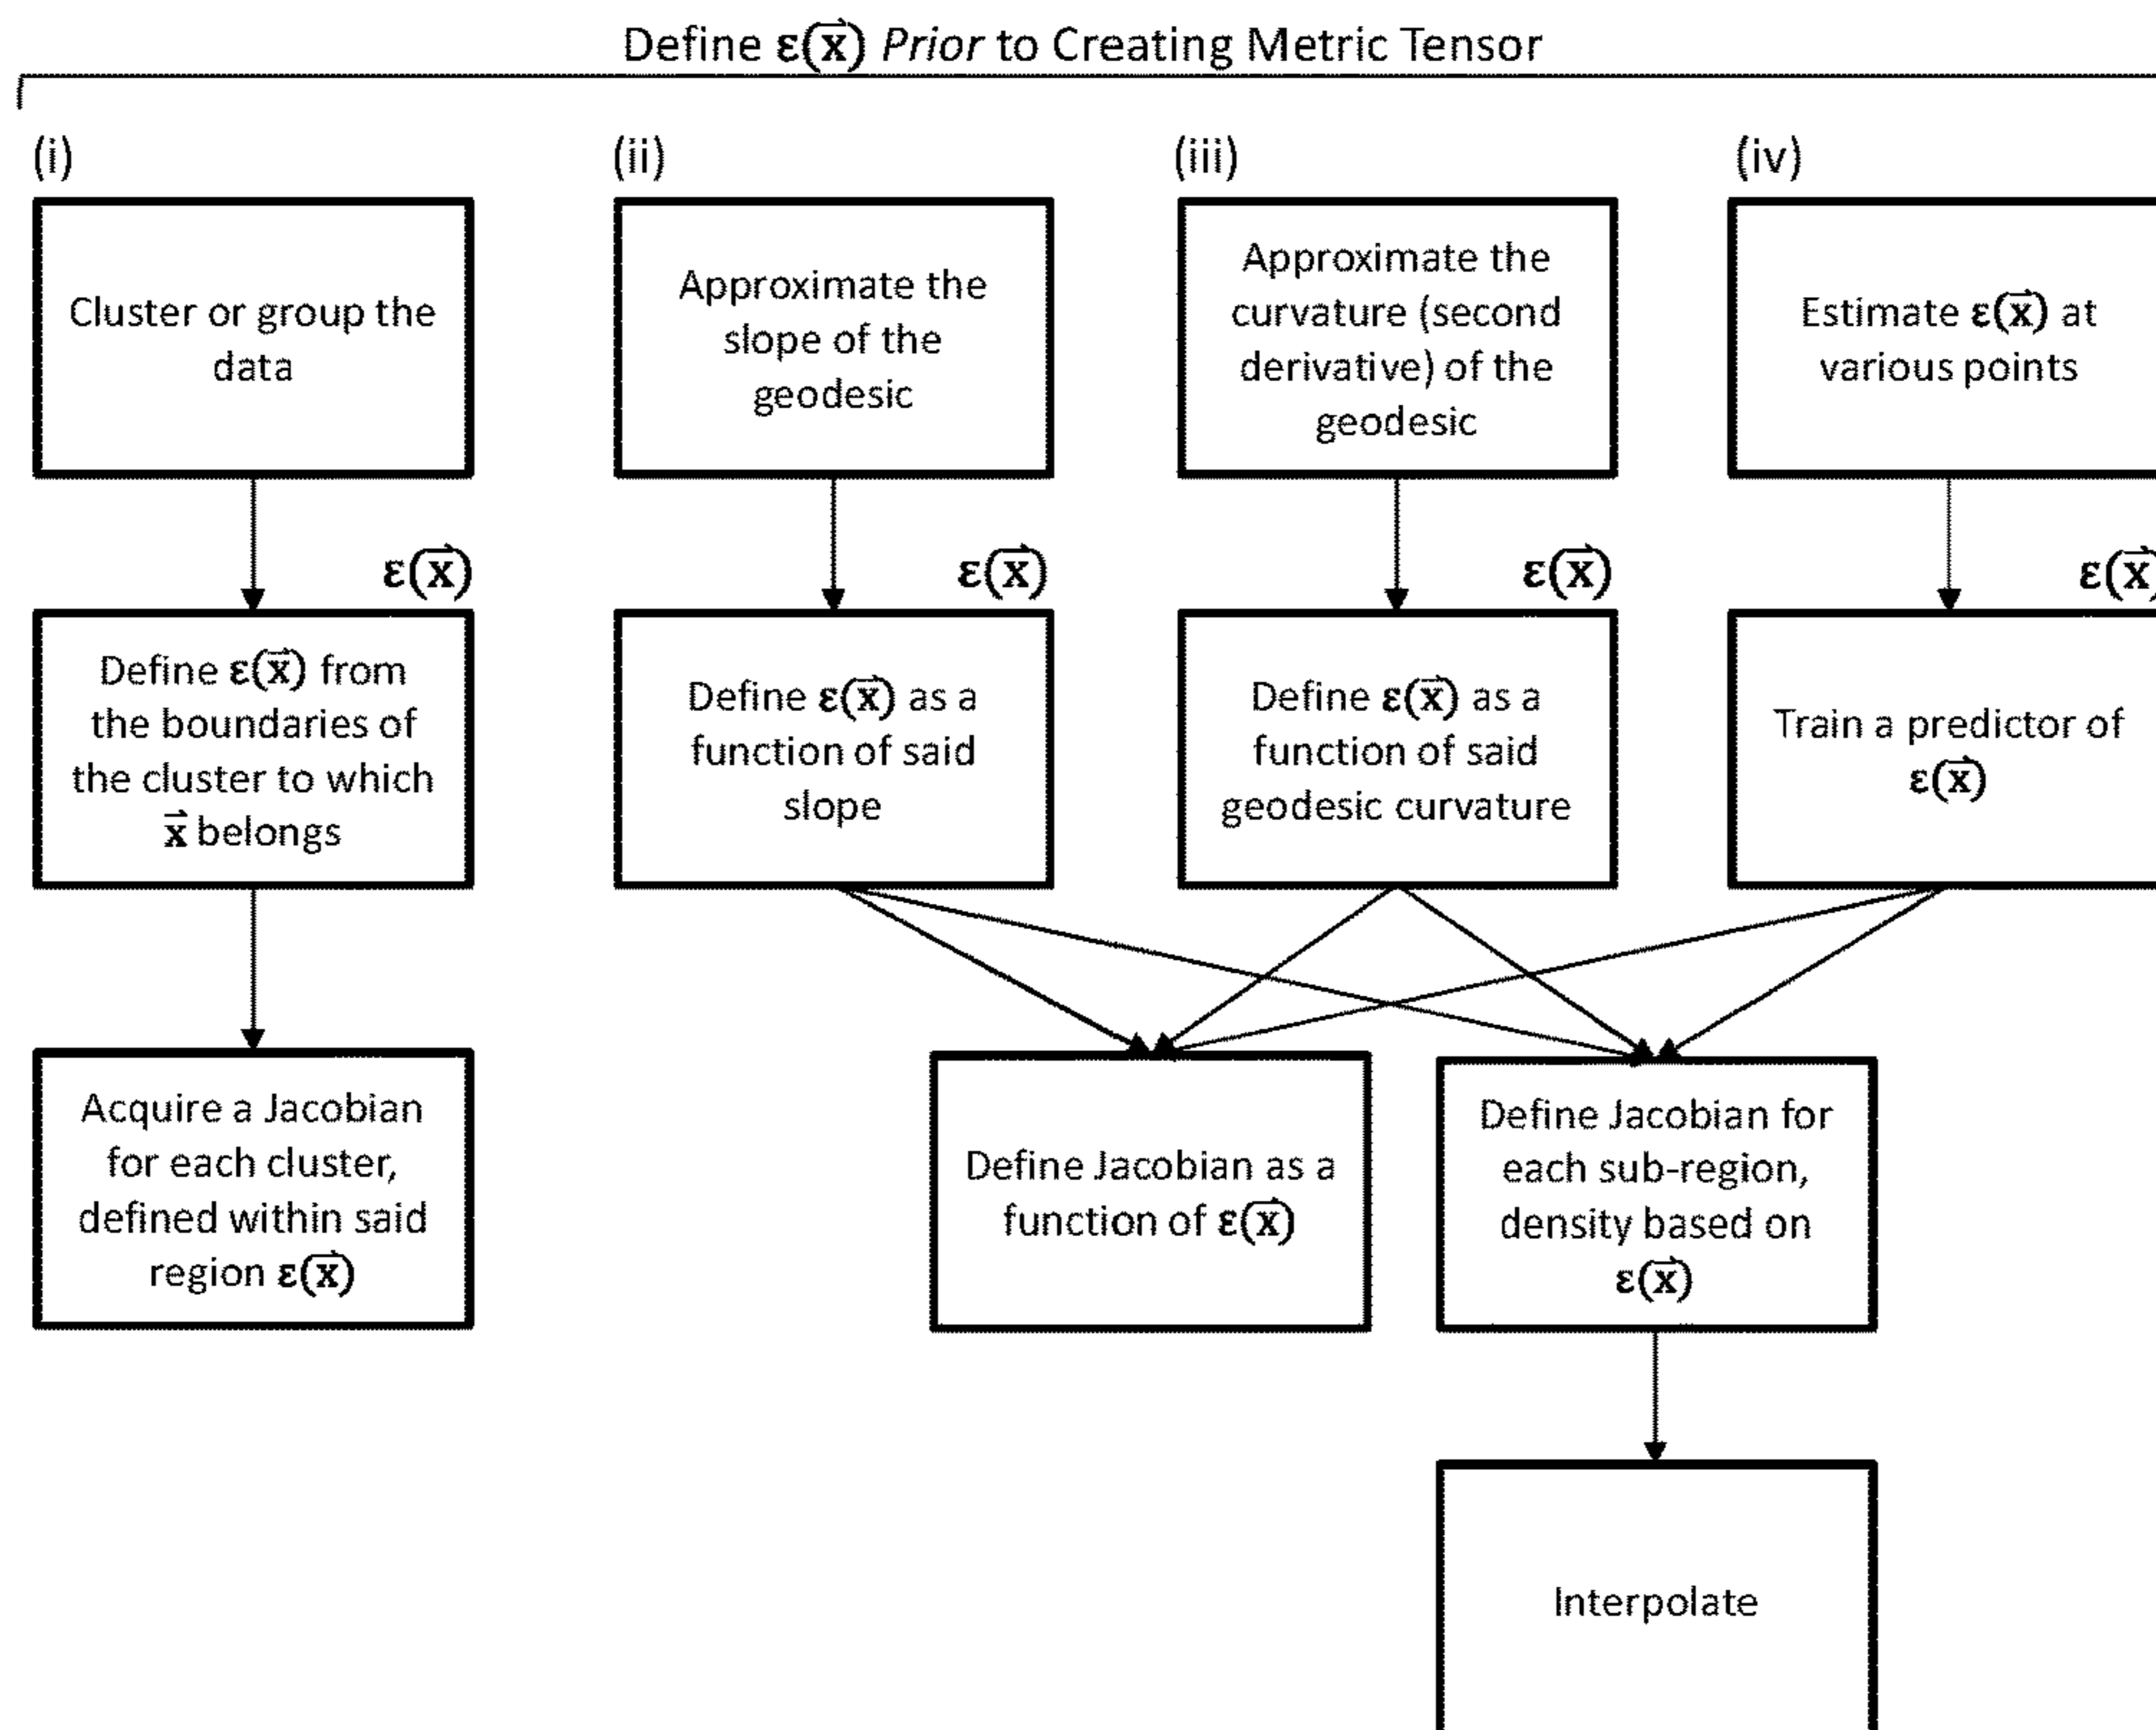 Define ε(x⃗) Prior to Creating Metric Tensor
(i)
(ii)
(iii)
(iv)
Cluster or group the
data
Approximate the
slope of the
geodesic
Approximate the
curvature (second
derivative) of the
geodesic
Estimate ε(x⃗) at
various points
ε(x⃗)
ε(x⃗)
ε(x⃗)
ε(x⃗)
Define ε(x⃗) from
the boundaries of
the cluster to which
x⃗ belongs
Define ε(x⃗) as a
function of said
slope
Define ε(x⃗) as a
function of said
geodesic curvature
Train a predictor of
ε(x⃗)
Acquire a Jacobian
for each cluster,
defined within said
region ε(x⃗)
Define Jacobian as a
function of ε(x⃗)
Define Jacobian for
each sub-region,
density based on
ε(x⃗)
Interpolate